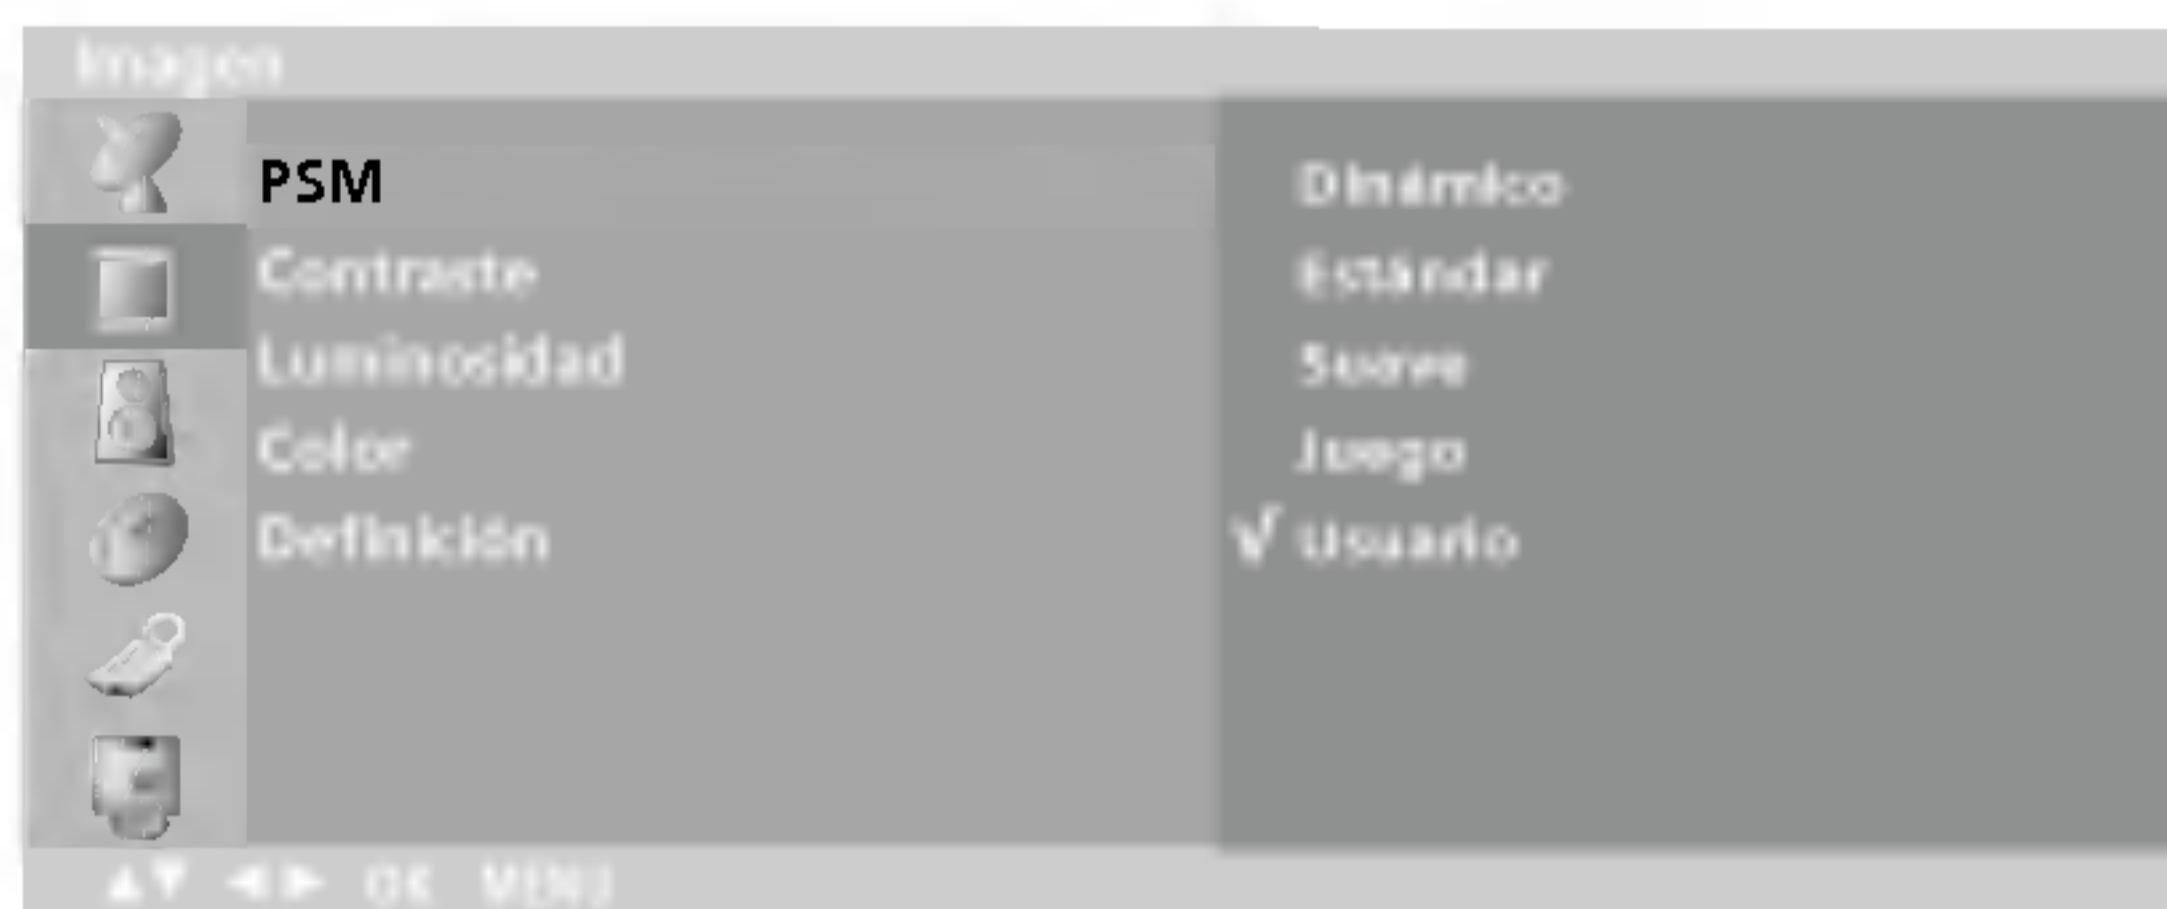 Imagen
PSM
Contraste
Luminosidad
Color
Definición
Dinámico
Estándar
Suave
Juego
√ Usuario
▲▼ ◀▶ OK MENU